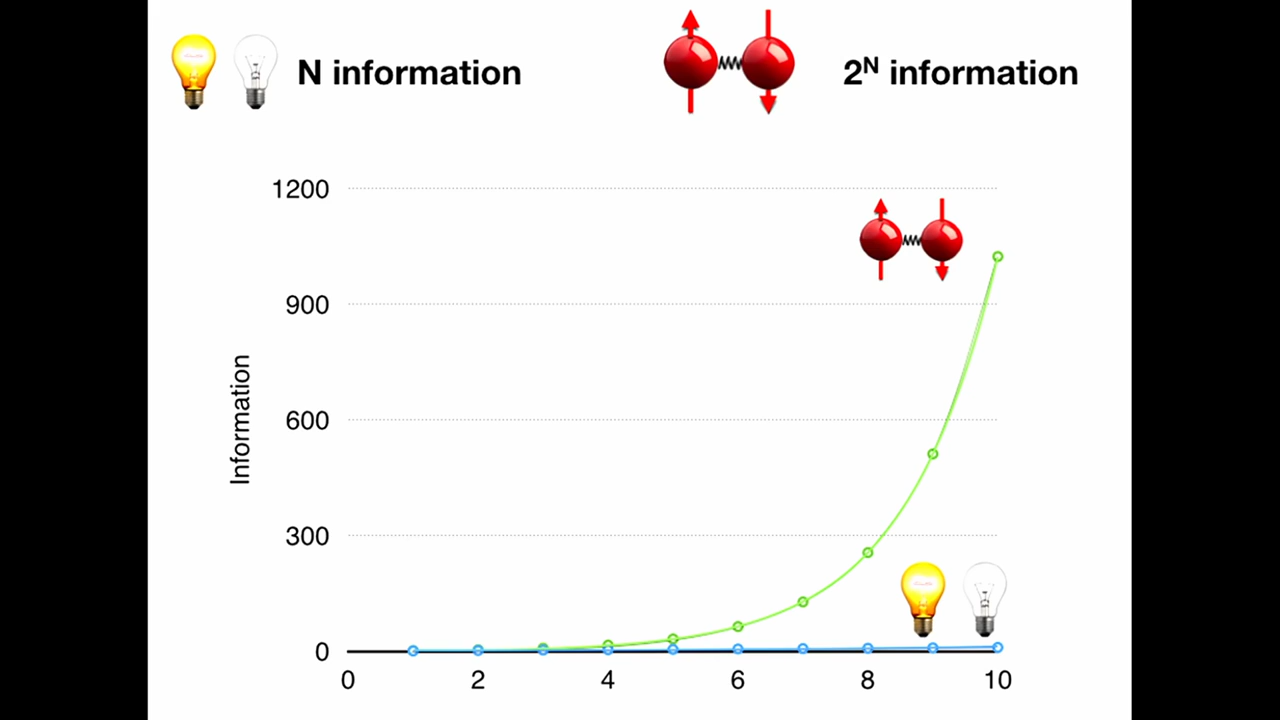 N information
2ᴺ information
1200
900
600
300
0
Information
0 2 4 6 8 10